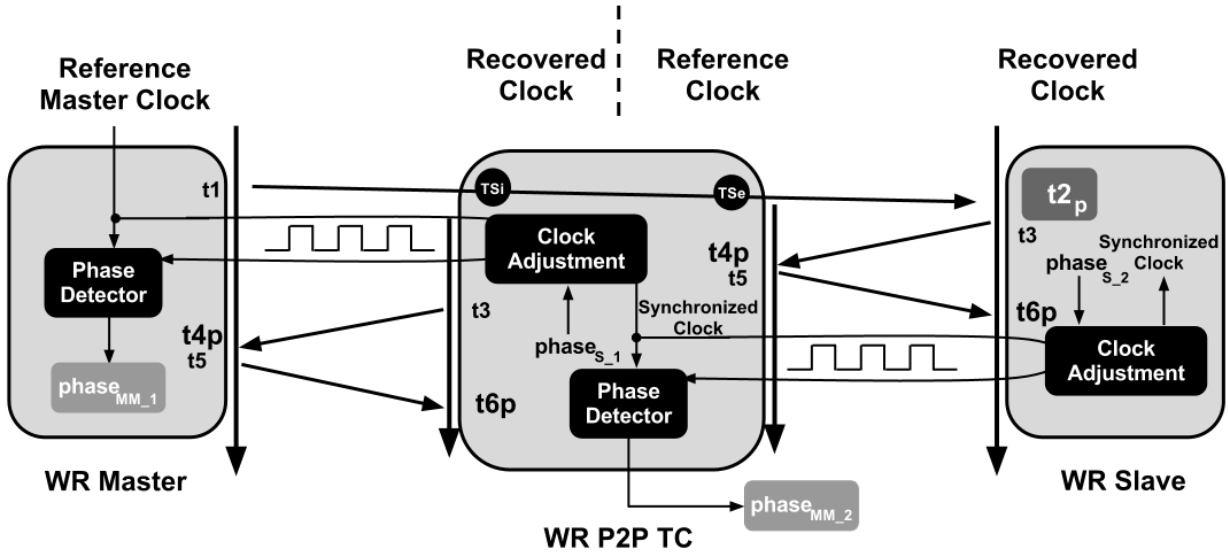 Reference
Master Clock
Recovered
Clock
Reference
Clock
Recovered
Clock
t1
TSi
TSe
t2p
t3
Phase
Detector
Clock
Adjustment
t4p
t5
phaseS_2
Synchronized
Clock
t3
Synchronized
Clock
t6p
t4p
t5
phaseS_1
Clock
Adjustment
phaseMM_1
t6p
Phase
Detector
WR Master
WR Slave
phaseMM_2
WR P2P TC